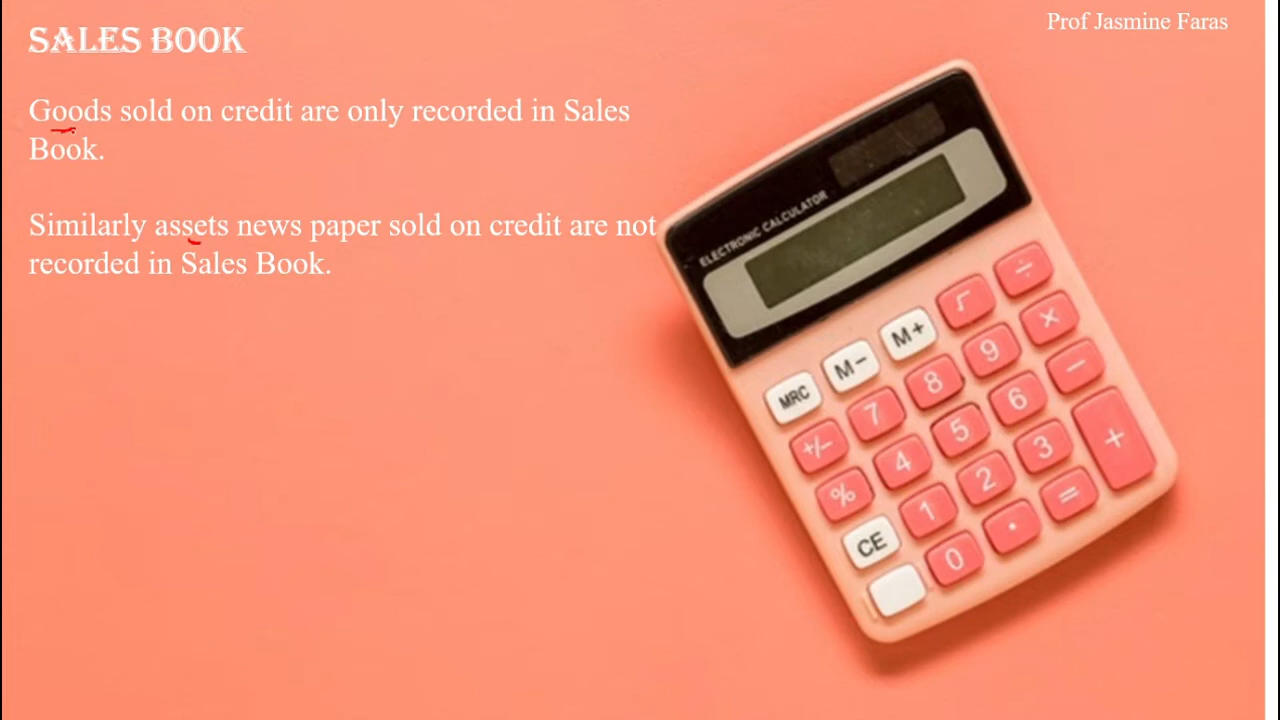 SALES BOOK
Prof Jasmine Faras
Goods sold on credit are only recorded in Sales
Book.
Similarly assets news paper sold on credit are not
recorded in Sales Book.
ELECTRONIC CALCULATOR
MRC M− M+ √ ÷
+/− 7 8 9 ×
% 4 5 6 −
CE 1 2 3 +
0 · =